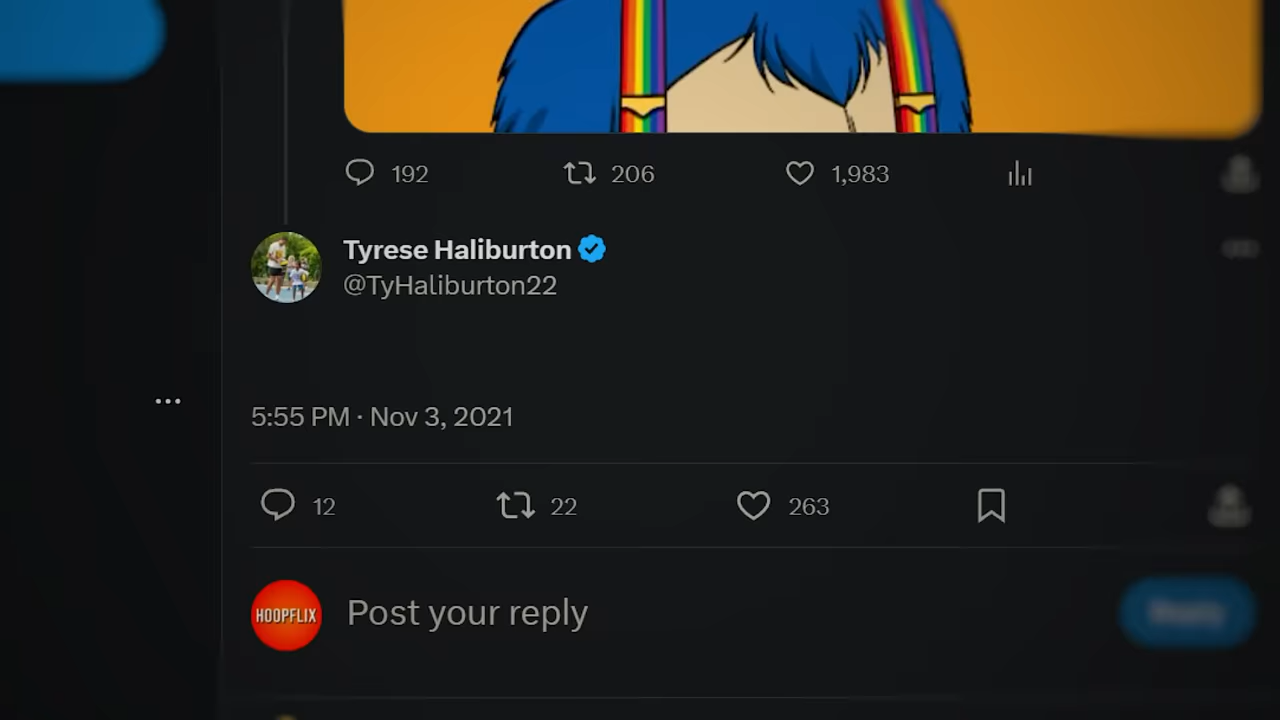 192 206 1,983
Tyrese Haliburton
@TyHaliburton22
5:55 PM · Nov 3, 2021
12 22 263
HOOPFLIX
Post your reply
Reply